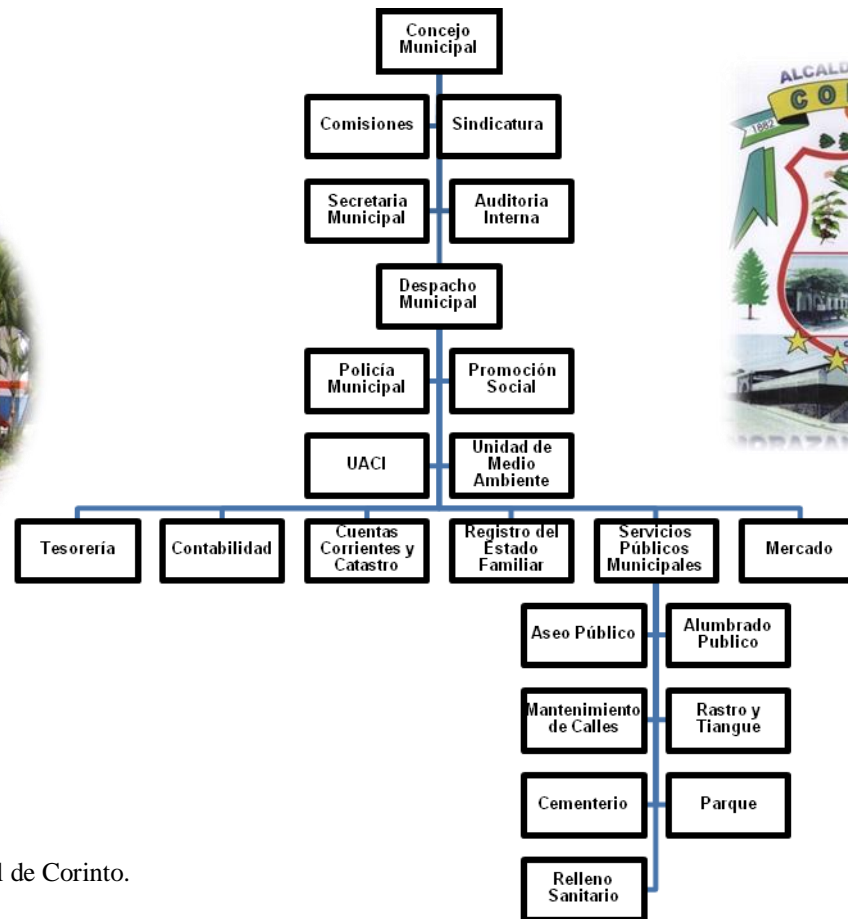 Concejo
Municipal
Comisiones
Sindicatura
Secretaria
Municipal
Auditoria
Interna
Despacho
Municipal
Policía
Municipal
Promoción
Social
UACI
Unidad de
Medio
Ambiente
Tesorería
Contabilidad
Cuentas
Corrientes y
Catastro
Registro del
Estado
Familiar
Servicios
Públicos
Municipales
Mercado
Aseo Público
Alumbrado
Publico
Mantenimiento
de Calles
Rastro y
Tiangue
Cementerio
Parque
Relleno
Sanitario
de Corinto.
1882